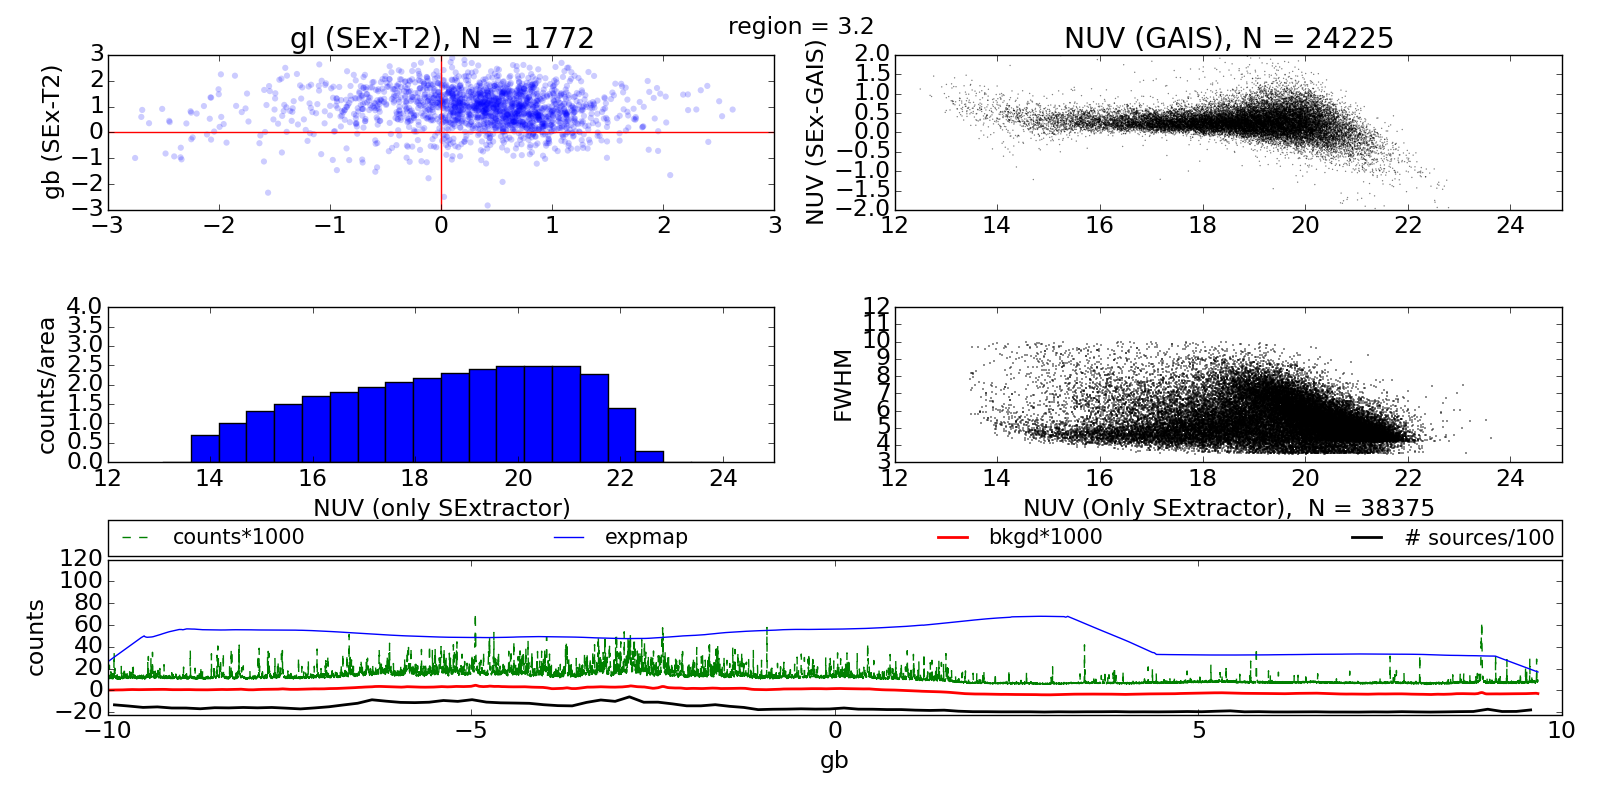 region = 3.2
gl (SEx-T2), N = 1772
gb (SEx-T2)
3
2
1
0
−1
−2
−3
−3 −2 −1 0 1 2 3
NUV (GAIS), N = 24225
NUV (SEx-GAIS)
2.0
1.5
1.0
0.5
0.0
−0.5
−1.0
−1.5
−2.0
12 14 16 18 20 22 24
counts/area
4.0
3.5
3.0
2.5
2.0
1.5
1.0
0.5
0.0
12 14 16 18 20 22 24
NUV (only SExtractor)
FWHM
12
11
10
9
8
7
6
5
4
3
12 14 16 18 20 22 24
NUV (Only SExtractor), N = 38375
counts*1000 expmap bkgd*1000 # sources/100
counts
120
100
80
60
40
20
0
−20
−10 −5 0 5 10
gb